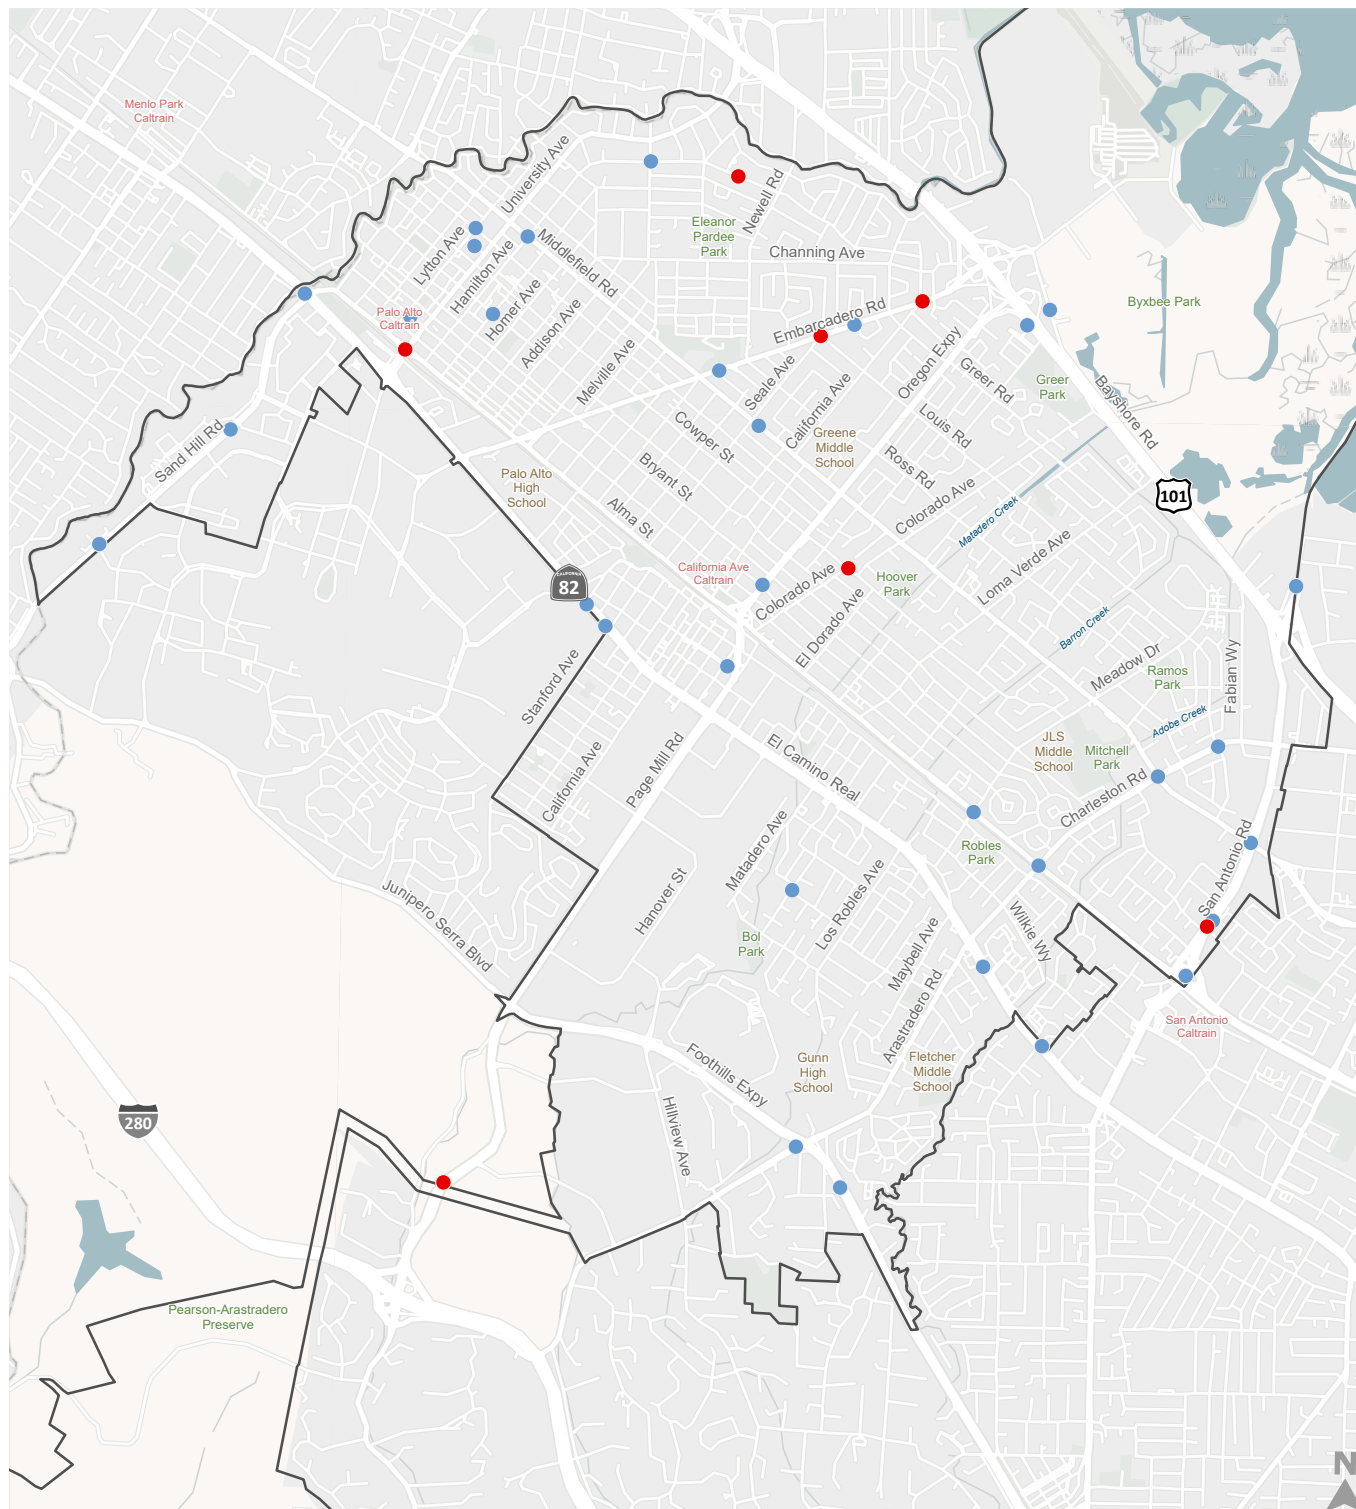 Menlo Park
Caltrain
University Ave
Newell Rd
Eleanor
Pardee
Park
Lytton Ave
Hamilton Ave
Middlefield Rd
Channing Ave
Homer Ave
Addison Ave
Palo Alto
Caltrain
Embarcadero Rd
Byxbee Park
Melville Ave
Seale Ave
Oregon Expy
Greer Rd
Greer
Park
Bayshore Rd
California Ave
Cowper St
Louis Rd
Greene
Middle
School
Sand Hill Rd
Bryant St
Ross Rd
Palo Alto
High
School
Alma St
Colorado Ave
101
Matadero Creek
California Ave
Caltrain
Colorado Ave
Hoover
Park
Loma Verde Ave
CALIFORNIA
82
El Dorado Ave
Barron Creek
Stanford Ave
Meadow Dr
Ramos
Park
Fabian Wy
Adobe Creek
JLS
Middle
School
Mitchell
Park
El Camino Real
California Ave
Page Mill Rd
Charleston Rd
Matadero Ave
Robles
Park
San Antonio Rd
Junipero Serra Blvd
Hanover St
Los Robles Ave
Bol
Park
Maybell Ave
Wilkie Wy
Arastradero Rd
San Antonio
Caltrain
Foothills Expy
Gunn
High
School
Fletcher
Middle
School
Hillview Ave
280
Pearson-Arastradero
Preserve
N